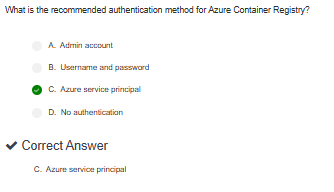 What is the recommended authentication method for Azure Container Registry?
A. Admin account
B. Username and password
C. Azure service principal
D. No authentication
Correct Answer
C. Azure service principal